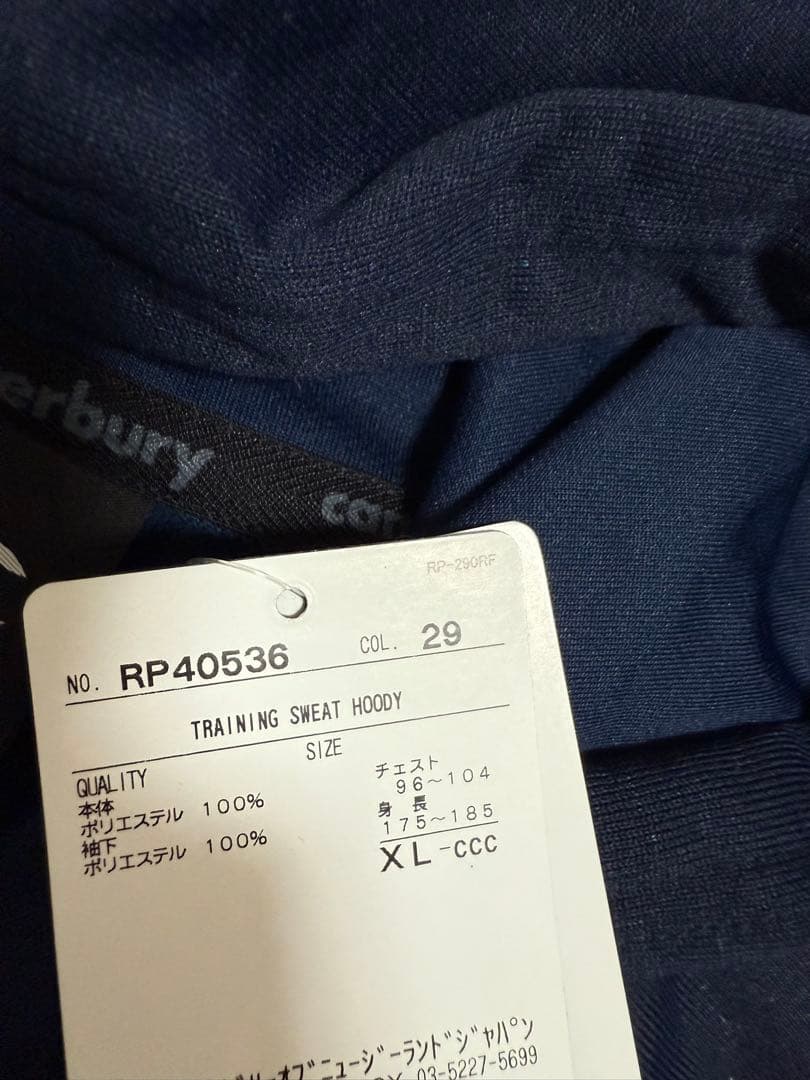 erbury
can
RP-290RF
NO. RP40536 COL. 29
TRAINING SWEAT HOODY
SIZE
QUALITY
本体
ポリエステル 100%
袖下
ポリエステル 100%
チェスト
96～104
身 長
175～185
XL-CCC
リーオブニュージーランドジャパン
03-5227-5699